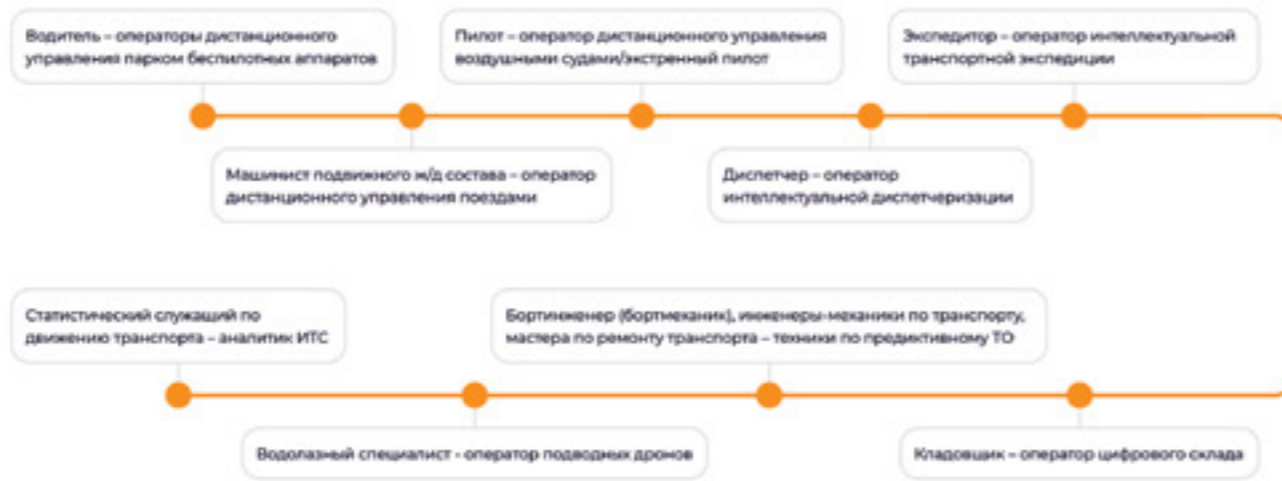 Водитель – операторы дистанционного
управления парком беспилотных аппаратов
Пилот – оператор дистанционного управления
воздушными судами/экстренный пилот
Экспедитор – оператор интеллектуальной
транспортной экспедиции
Машинист подвижного ж/д состава – оператор
дистанционного управления поездами
Диспетчер – оператор
интеллектуальной диспетчеризации
Статистический служащий по
движению транспорта – аналитик ИТС
Бортинженер (бортмеханик), инженеры-механики по транспорту,
мастера по ремонту транспорта – техники по предиктивному ТО
Водолазный специалист - оператор подводных дронов
Кладовщик – оператор цифрового склада